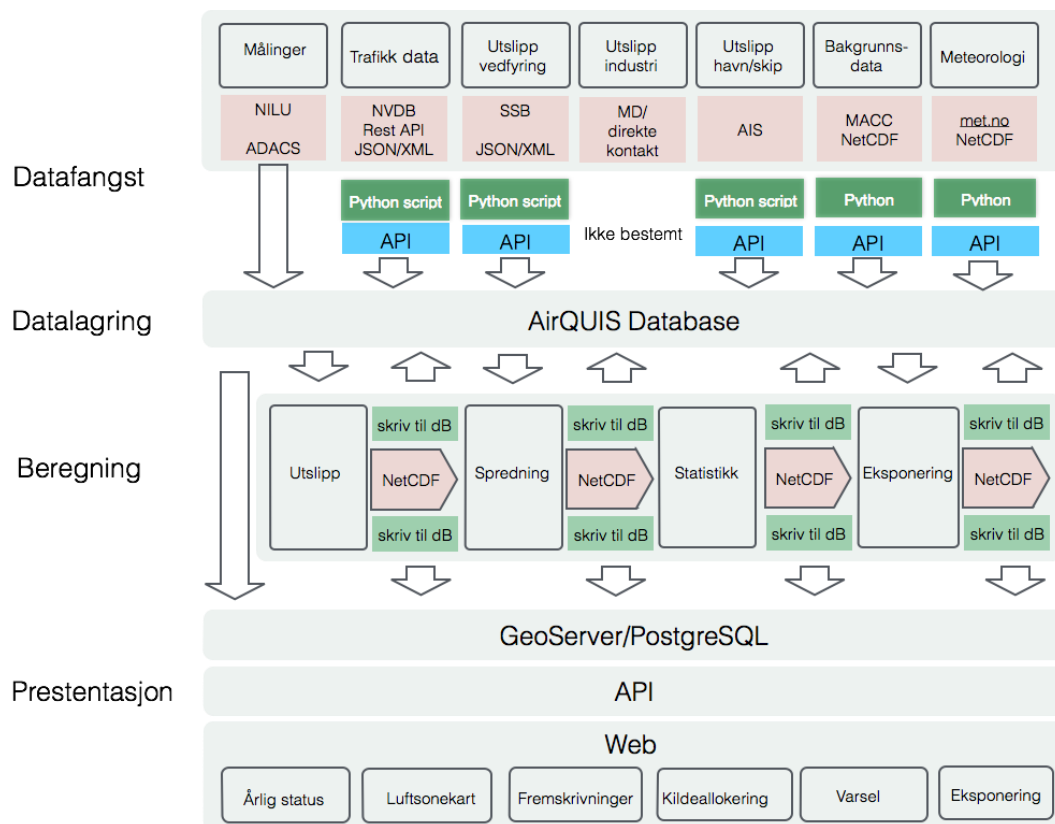 Målinger
Trafikk data
Utslipp
vedfyring
Utslipp
industri
Utslipp
havn/skip
Bakgrunns-
data
Meteorologi
NILU
ADACS
NVDB
Rest API
JSON/XML
SSB
JSON/XML
MD/
direkte
kontakt
AIS
MACC
NetCDF
met.no
NetCDF
Datafangst
Python script
Python script
Python script
Python
Python
API
API
Ikke bestemt
API
API
API
Datalagring
AirQUIS Database
Beregning
Utslipp
skriv til dB
NetCDF
skriv til dB
Spredning
skriv til dB
NetCDF
skriv til dB
Statistikk
skriv til dB
NetCDF
skriv til dB
Eksponering
skriv til dB
NetCDF
skriv til dB
GeoServer/PostgreSQL
Prestentasjon
API
Web
Årlig status
Luftsonekart
Fremskrivninger
Kildeallokering
Varsel
Eksponering